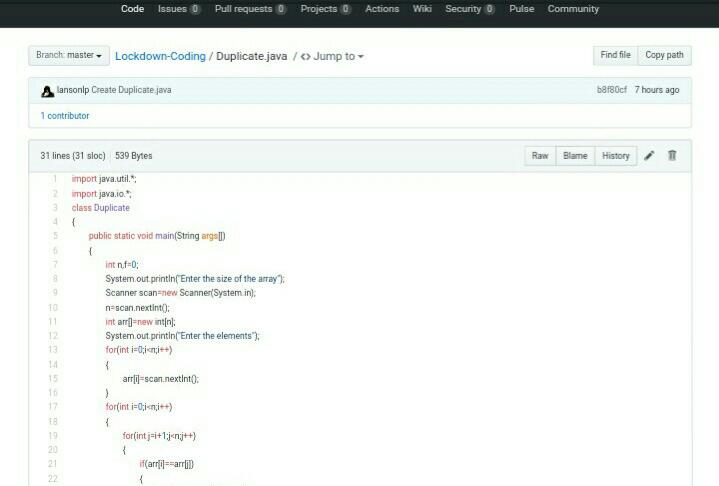 Code Issues 0 Pull requests 0 Projects 0 Actions Wiki Security 0 Pulse Community
Branch: master Lockdown-Coding / Duplicate.java / <> Jump to Find file Copy path
lansonlp Create Duplicate.java b8f80cf 7 hours ago
1 contributor
31 lines (31 sloc) 539 Bytes Raw Blame History
1 import java.util.*;
2 import java.io.*;
3 class Duplicate
4 {
5 public static void main(String args[])
6 {
7 int n,f=0;
8 System.out.println("Enter the size of the array");
9 Scanner scan=new Scanner(System.in);
10 n=scan.nextInt();
11 int arr[]=new int[n];
12 System.out.println("Enter the elements");
13 for(int i=0;i<n;i++)
14 {
15 arr[i]=scan.nextInt();
16 }
17 for(int i=0;i<n;i++)
18 {
19 for(int j=i+1;j<n;j++)
20 {
21 if(arr[i]==arr[j])
22 {